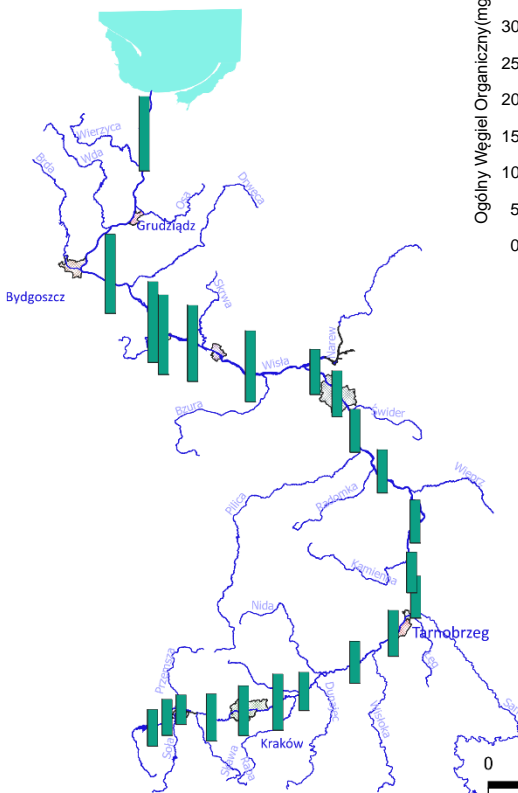 Ogólny Węgiel Organiczny(mg
30
25
20
15
10
5
0
Wierzyca
Wda
Brda
Osa
Drwęca
Grudziądz
Bydgoszcz
Skrwa
Wisła
Narew
Bzura
Świder
Wieprz
Pilica
Radomka
Kamienna
Nida
Tarnobrzeg
Łęg
Przemsza
Dunajec
Wisłoka
San
Soła
Skawa
Raba
Kraków
0